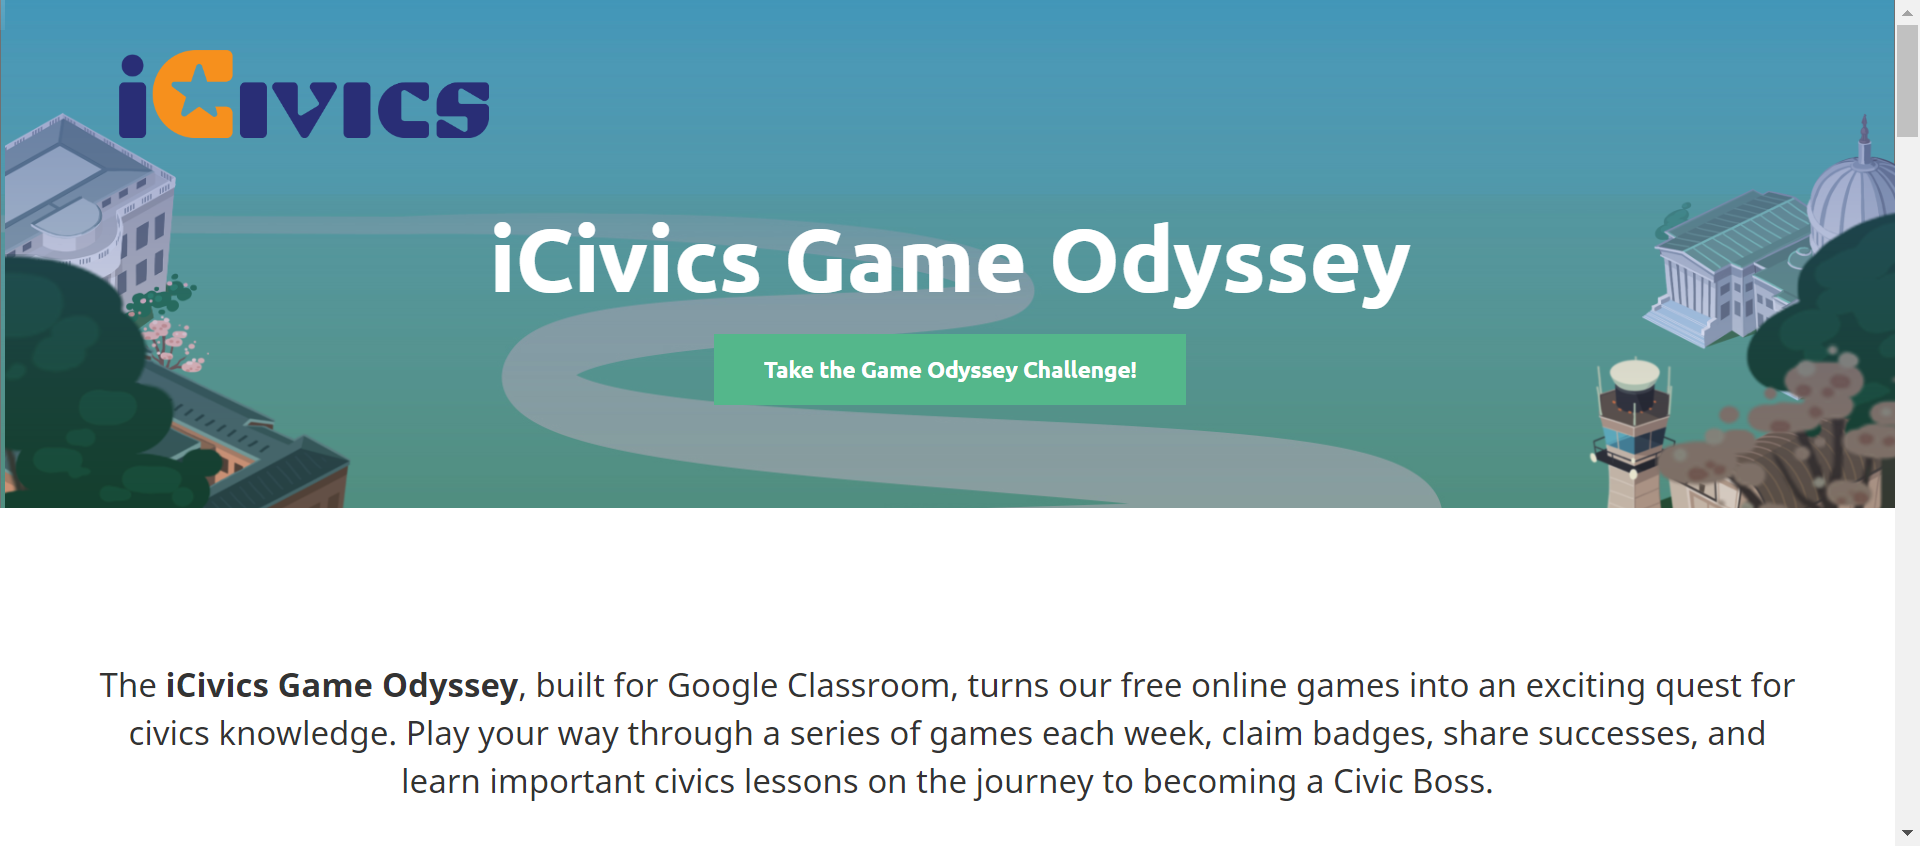 iCivics
iCivics Game Odyssey
Take the Game Odyssey Challenge!
The iCivics Game Odyssey, built for Google Classroom, turns our free online games into an exciting quest for
civics knowledge. Play your way through a series of games each week, claim badges, share successes, and
learn important civics lessons on the journey to becoming a Civic Boss.